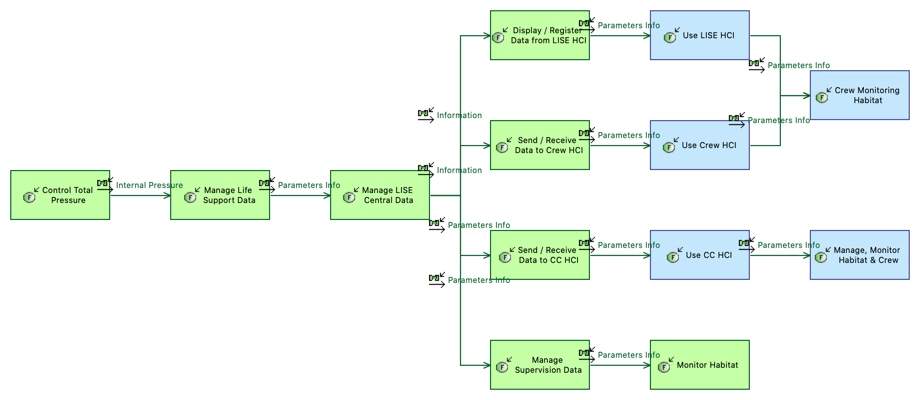 Display / Register
Data from LISE HCI
Parameters Info
Use LISE HCI
Parameters Info
Crew Monitoring
Habitat
Information
Send / Receive
Data to Crew HCI
Parameters Info
Use Crew HCI
Parameters Info
Control Total
Pressure
Internal Pressure
Manage Life
Support Data
Parameters Info
Manage LISE
Central Data
Information
Parameters Info
Send / Receive
Data to CC HCI
Parameters Info
Use CC HCI
Parameters Info
Manage, Monitor
Habitat & Crew
Parameters Info
Manage
Supervision Data
Parameters Info
Monitor Habitat